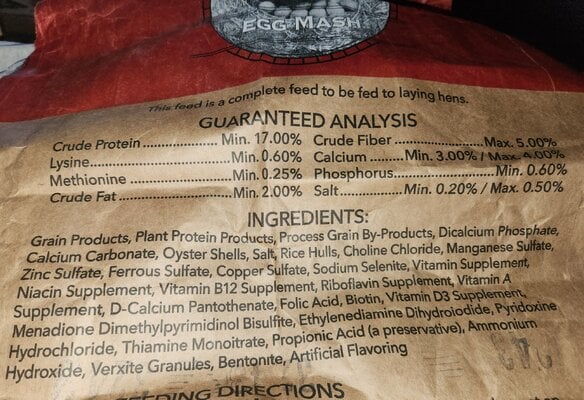 EGG MASH
This feed is a complete feed to be fed to laying hens.
GUARANTEED ANALYSIS
Crude Protein .................. Min. 17.00% Crude Fiber ..................... Max. 5.00%
Lysine .............................. Min. 0.60% Calcium ........ Min. 3.00% / Max. 4.00%
Methionine ..................... Min. 0.25% Phosphorus ....................... Min. 0.60%
Crude Fat ........................ Min. 2.00% Salt ............... Min. 0.20% / Max. 0.50%
INGREDIENTS:
Grain Products, Plant Protein Products, Process Grain By-Products, Dicalcium Phosphate,
Calcium Carbonate, Oyster Shells, Salt, Rice Hulls, Choline Chloride, Manganese Sulfate,
Zinc Sulfate, Ferrous Sulfate, Copper Sulfate, Sodium Selenite, Vitamin Supplement,
Niacin Supplement, Vitamin B12 Supplement, Riboflavin Supplement, Vitamin A
Supplement, D-Calcium Pantothenate, Folic Acid, Biotin, Vitamin D3 Supplement,
Menadione Dimethylpyrimidinol Bisulfite, Ethylenediamine Dihydroiodide, Pyridoxine
Hydrochloride, Thiamine Monoitrate, Propionic Acid (a preservative), Ammonium
Hydroxide, Verxite Granules, Bentonite, Artificial Flavoring
FEEDING DIRECTIONS